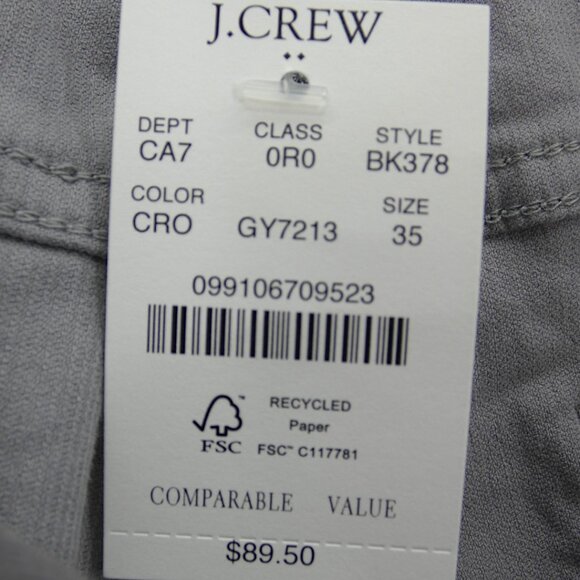 J.CREW
DEPT CLASS STYLE
CA7 0R0 BK378
COLOR SIZE
CRO GY7213 35
099106709523
RECYCLED
Paper
FSC FSC™ C117781
COMPARABLE VALUE
$89.50